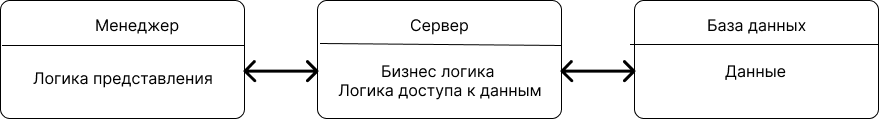 Менеджер
Логика представления
Сервер
Бизнес логика
Логика доступа к данным
База данных
Данные